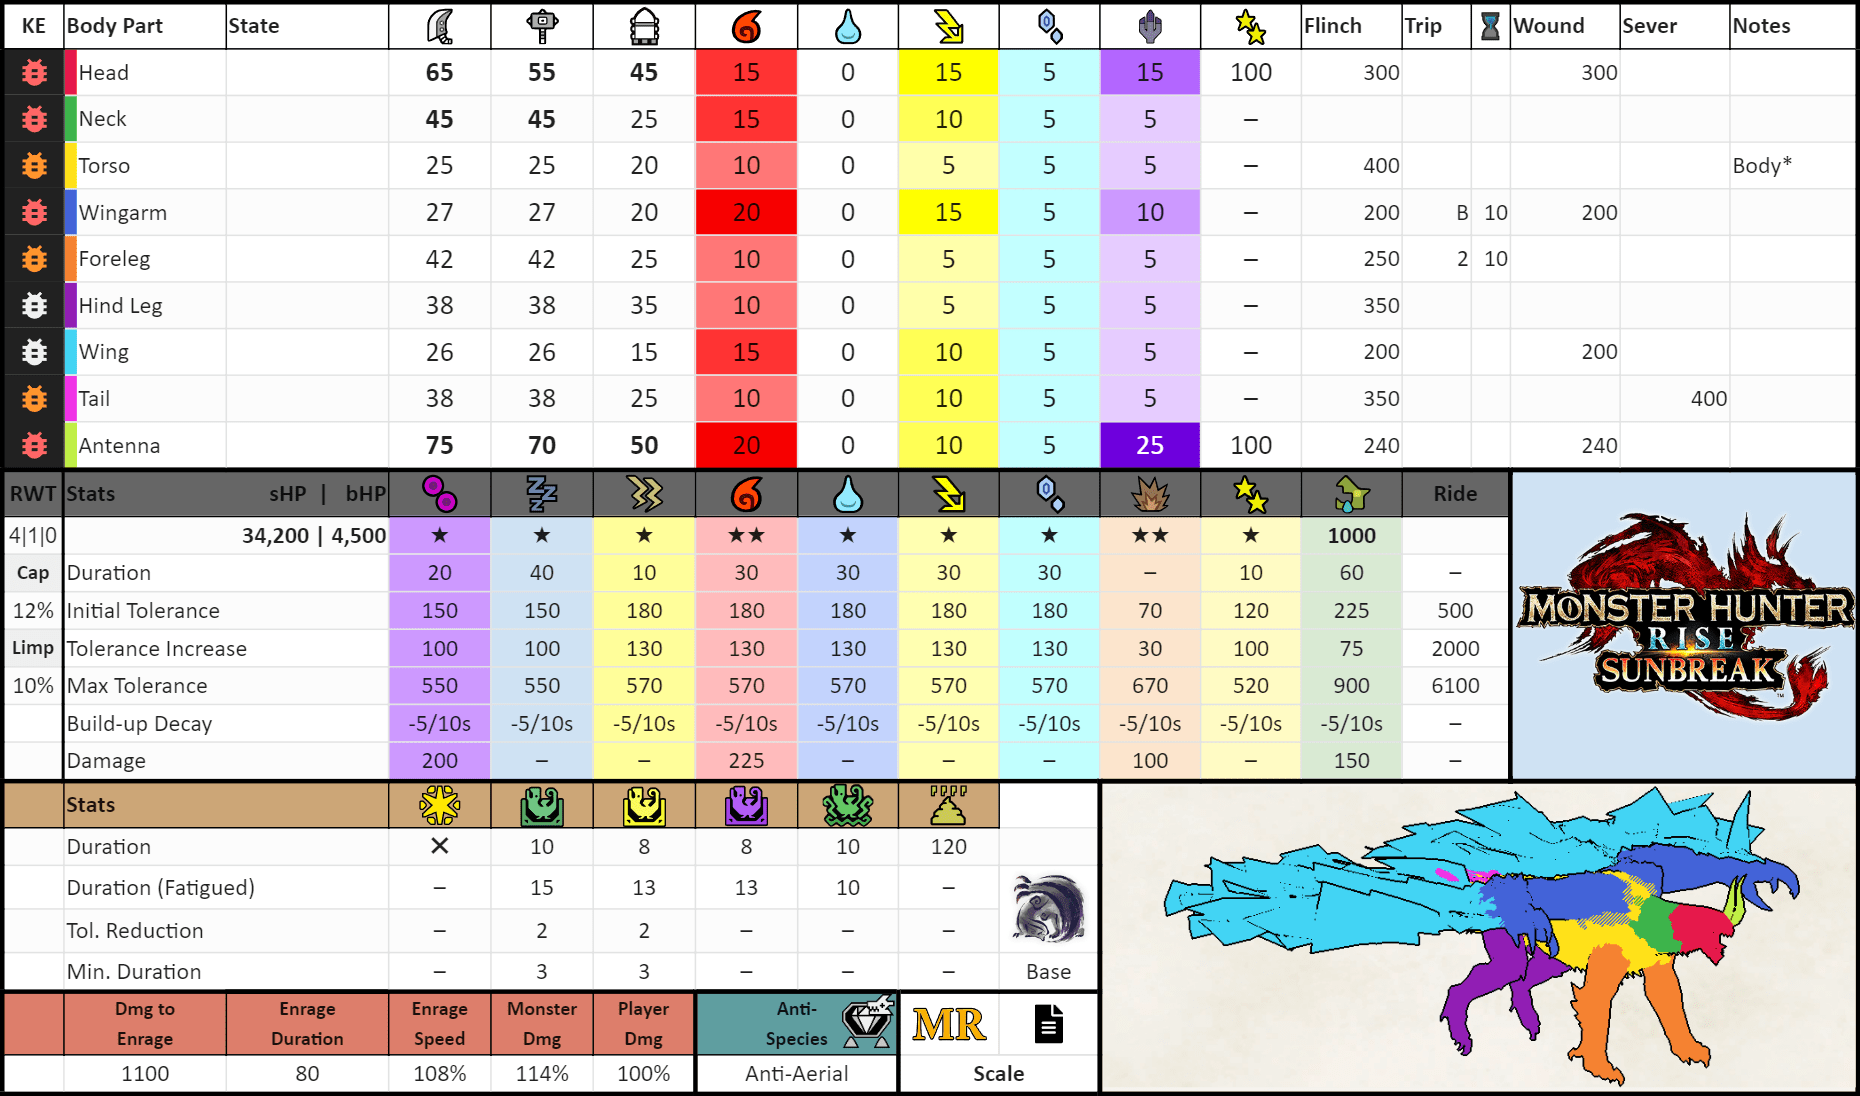 KE Body Part State Flinch Trip Wound Sever Notes
Head 65 55 45 15 0 15 5 15 100 300 300
Neck 45 45 25 15 0 10 5 5 –
Torso 25 25 20 10 0 5 5 5 – 400 Body*
Wingarm 27 27 20 20 0 15 5 10 – 200 B 10 200
Foreleg 42 42 25 10 0 5 5 5 – 250 2 10
Hind Leg 38 38 35 10 0 5 5 5 – 350
Wing 26 26 15 15 0 10 5 5 – 200 200
Tail 38 38 25 10 0 10 5 5 – 350 400
Antenna 75 70 50 20 0 10 5 25 100 240 240
RWT Stats sHP | bHP Ride
4|1|0 34,200 | 4,500 ★ ★ ★ ★★ ★ ★ ★ ★★ ★ 1000
Cap Duration 20 40 10 30 30 30 30 – 10 60 –
12% Initial Tolerance 150 150 180 180 180 180 180 70 120 225 500
Limp Tolerance Increase 100 100 130 130 130 130 130 30 100 75 2000
10% Max Tolerance 550 550 570 570 570 570 570 670 520 900 6100
Build-up Decay -5/10s -5/10s -5/10s -5/10s -5/10s -5/10s -5/10s -5/10s -5/10s -5/10s –
Damage 200 – – 225 – – – 100 – 150 –
MONSTER HUNTER
RISE
SUNBREAK
™
Stats
Duration ✕ 10 8 8 10 120
Duration (Fatigued) – 15 13 13 10 –
Tol. Reduction – 2 2 – – –
Min. Duration – 3 3 – – – Base
Dmg to Enrage Enrage Monster Player Anti-
Enrage Duration Speed Dmg Dmg Species MR
1100 80 108% 114% 100% Anti-Aerial Scale